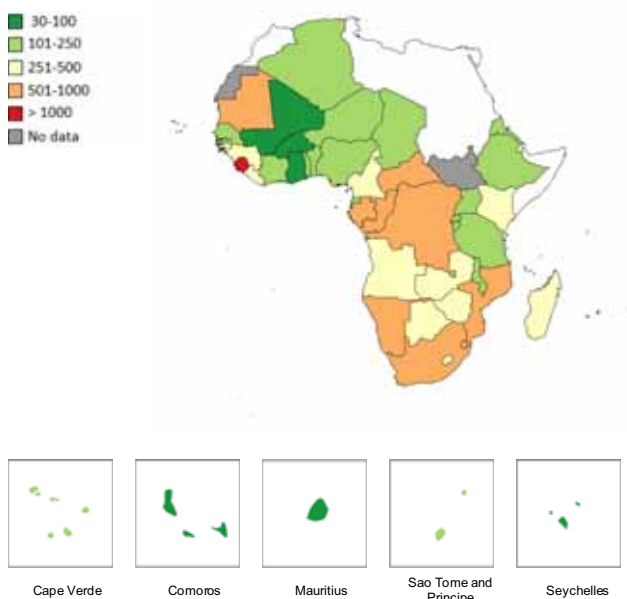 30-100
101-250
251-500
501-1000
> 1000
No data
Cape Verde
Comoros
Mauritius
Sao Tome and
Principe
Seychelles